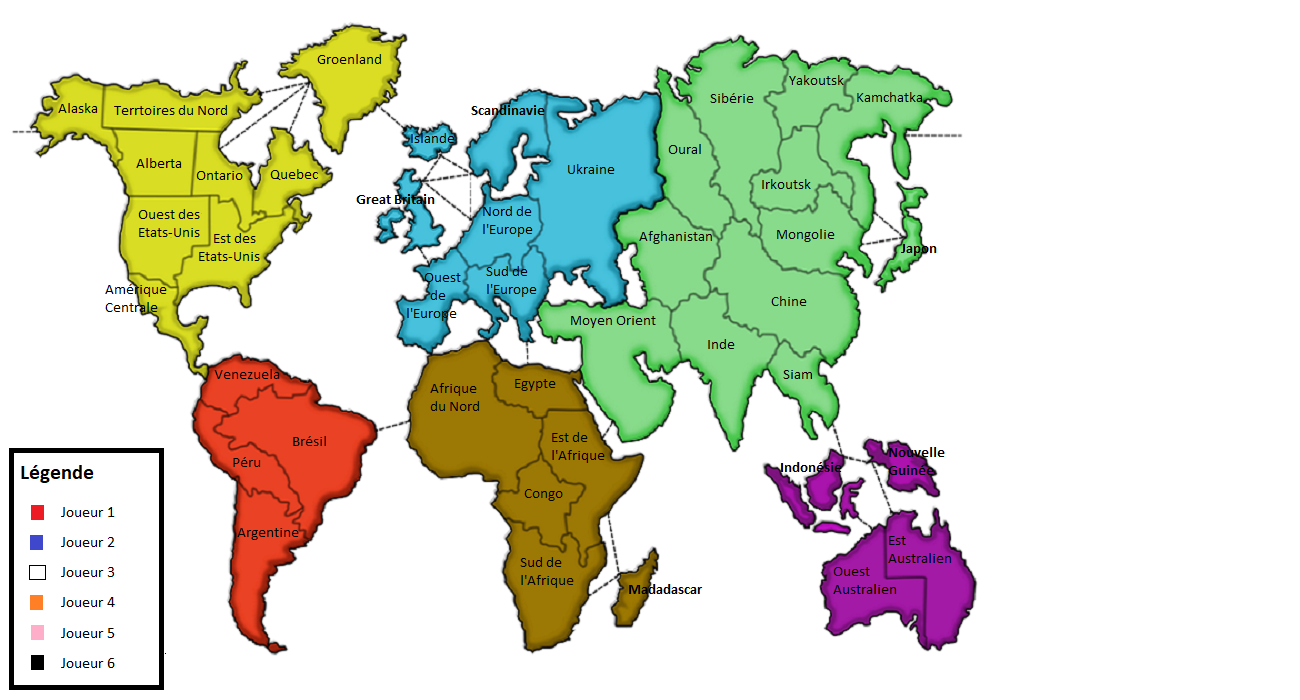 Groenland
Alaska
Terrtoires du Nord
Alberta
Ontario
Quebec
Ouest des
Etats-Unis
Est des
Etats-Unis
Amérique
Centrale
Islande
Scandinavie
Great Britain
Ukraine
Nord de
l'Europe
Ouest
de
l'Europe
Sud de
l'Europe
Oural
Sibérie
Yakoutsk
Kamchatka
Irkoutsk
Mongolie
Japon
Afghanistan
Chine
Moyen Orient
Inde
Siam
Venezuela
Brésil
Péru
Argentine
Afrique
du Nord
Egypte
Est de
l'Afrique
Congo
Sud de
l'Afrique
Madadascar
Indonésie
Nouvelle
Guinée
Est
Australien
Ouest
Australien
Légende
Joueur 1
Joueur 2
Joueur 3
Joueur 4
Joueur 5
Joueur 6